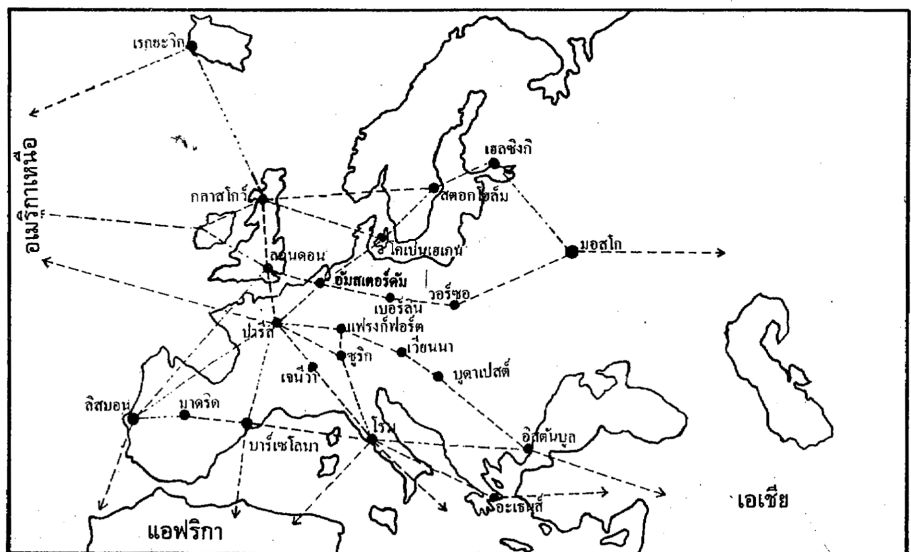 เรกยะวิก
อเมริกาเหนือ
เฮลซิงกิ
กลาสโกว์
สตอกโฮล์ม
โคเปนเฮเกน
มอสโก
ลอนดอน
อัมสเตอร์ดัม
เบอร์ลิน
วอร์ซอ
ปารีส
แฟรงก์ฟอร์ต
เวียนนา
ซูริก
เจนีวา
บูดาเปสต์
ลิสบอน
มาดริด
บาร์เซโลนา
โรม
อิสตันบูล
อะเธนส์
เอเชีย
แอฟริกา